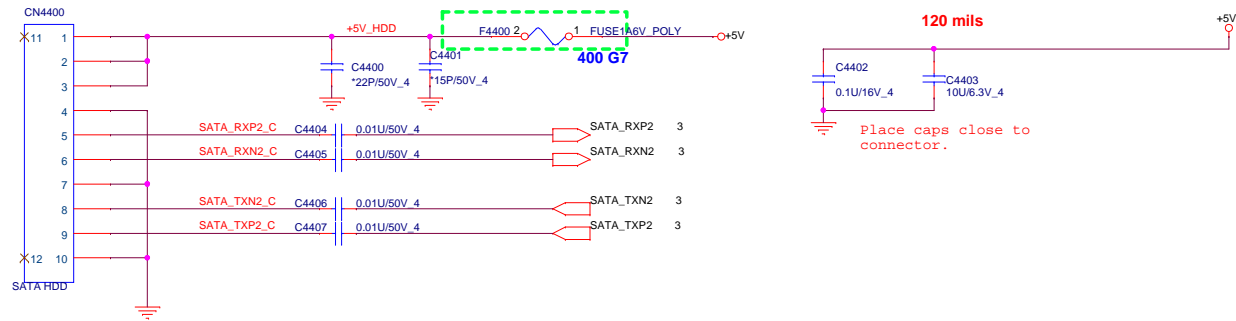 CN4400
120 mils
+5V
11 1
+5V_HDD
F4400 2 1 FUSE1A6V_POLY
+5V
400 G7
2
C4400
*22P/50V_4
C4401
*15P/50V_4
C4402
0.1U/16V_4
C4403
10U/6.3V_4
3
4
5
SATA_RXP2_C
C4404
0.01U/50V_4
SATA_RXP2 3
Place caps close to
connector.
6
SATA_RXN2_C
C4405
0.01U/50V_4
SATA_RXN2 3
7
8
SATA_TXN2_C
C4406
0.01U/50V_4
SATA_TXN2 3
9
SATA_TXP2_C
C4407
0.01U/50V_4
SATA_TXP2 3
12 10
SATA HDD